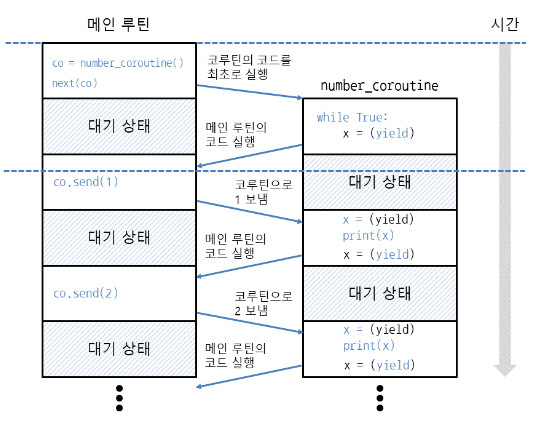 메인 루틴
시간
co = number_coroutine()
next(co)
코루틴의 코드를
최초로 실행
number_coroutine
대기 상태
메인 루틴의
코드 실행
while True:
x = (yield)
co.send(1)
코루틴으로
1 보냄
대기 상태
대기 상태
메인 루틴의
코드 실행
x = (yield)
print(x)
x = (yield)
co.send(2)
코루틴으로
2 보냄
대기 상태
대기 상태
메인 루틴의
코드 실행
x = (yield)
print(x)
x = (yield)